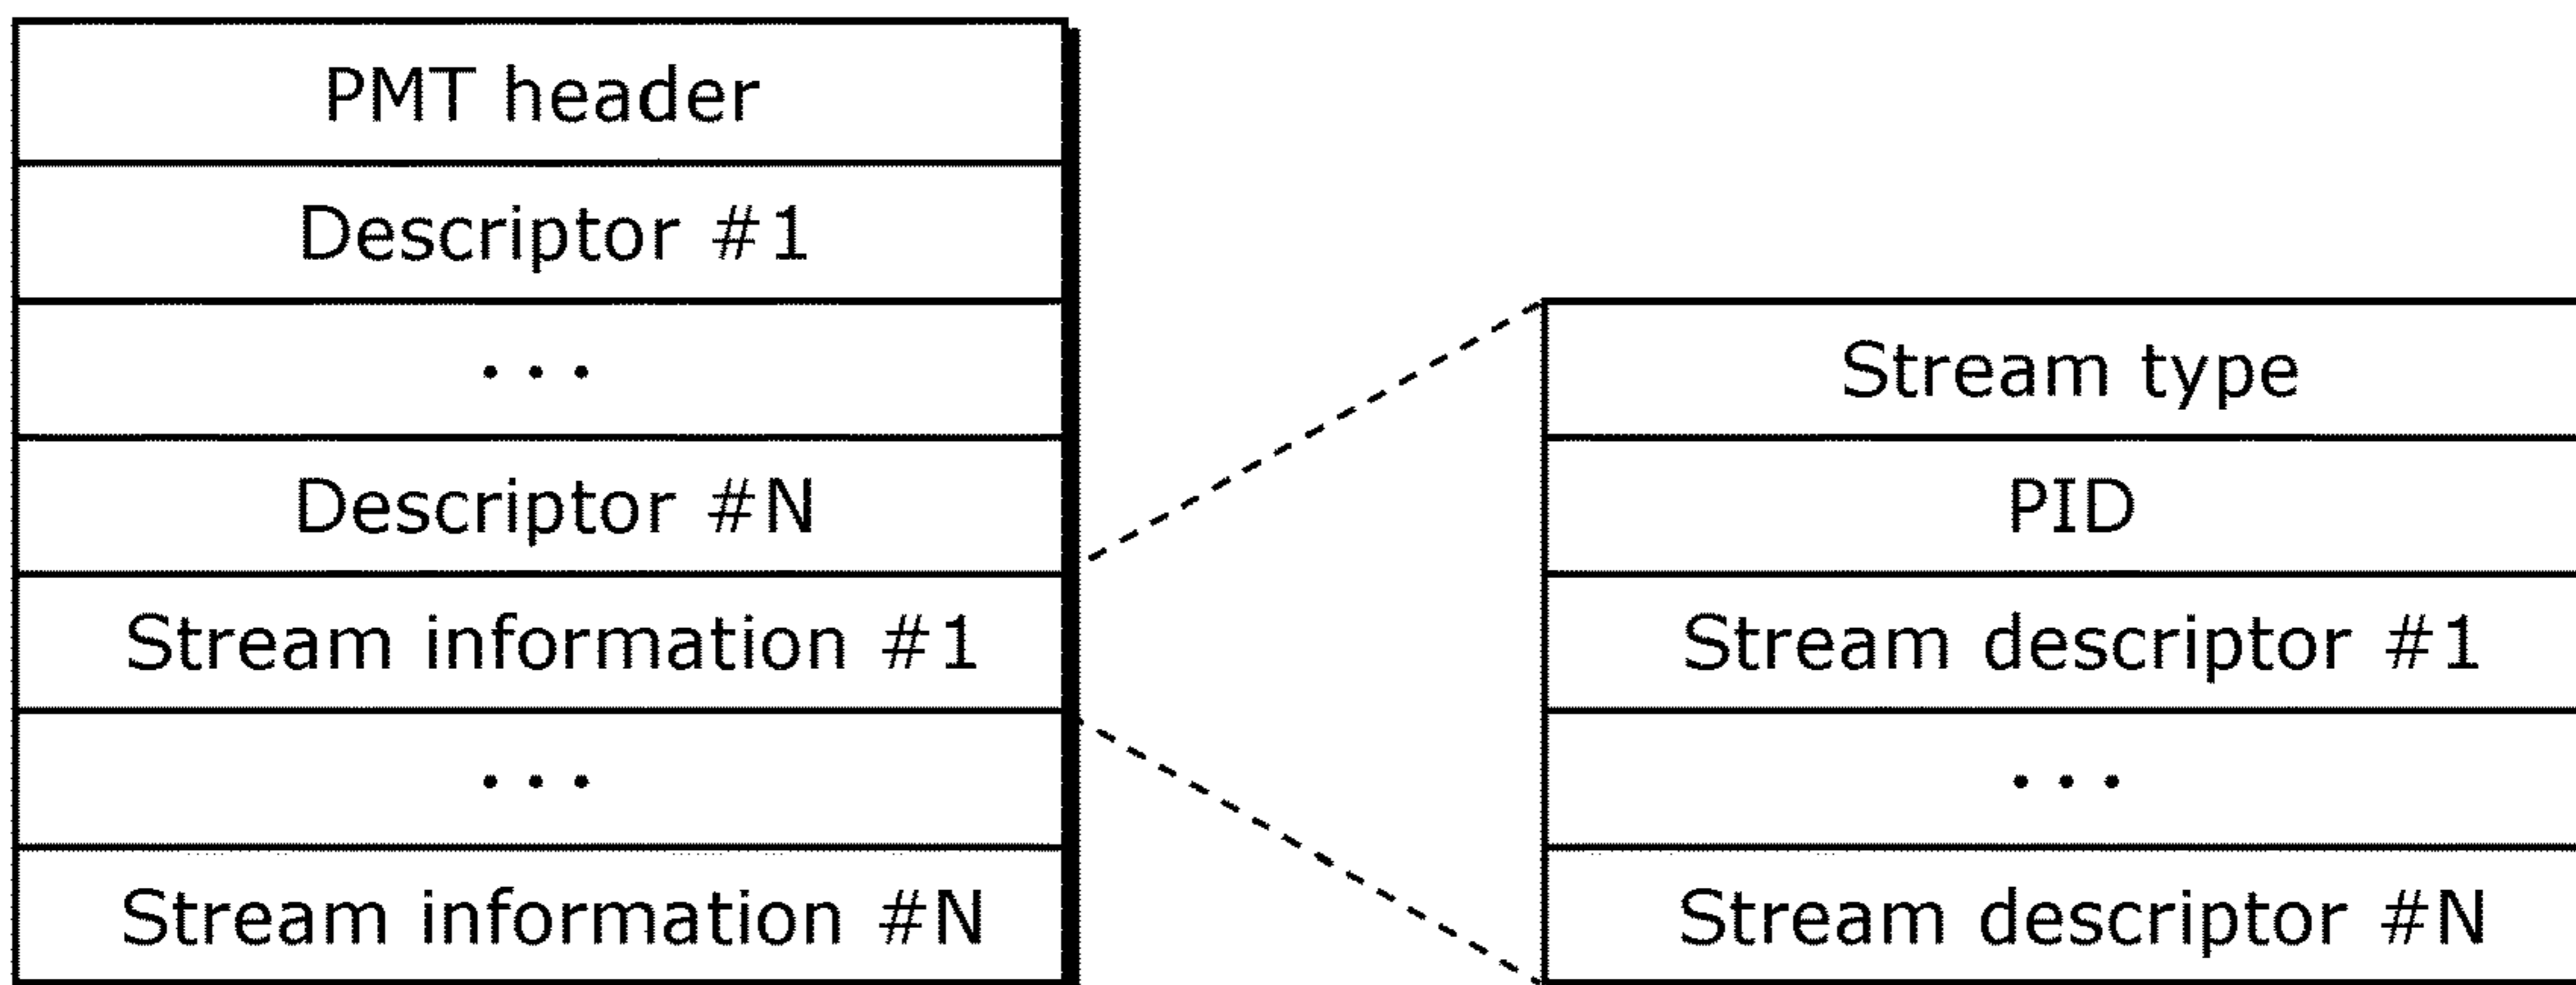 PMT header
Descriptor #1
...
Descriptor #N
Stream information #1
...
Stream information #N
Stream type
PID
Stream descriptor #1
...
Stream descriptor #N